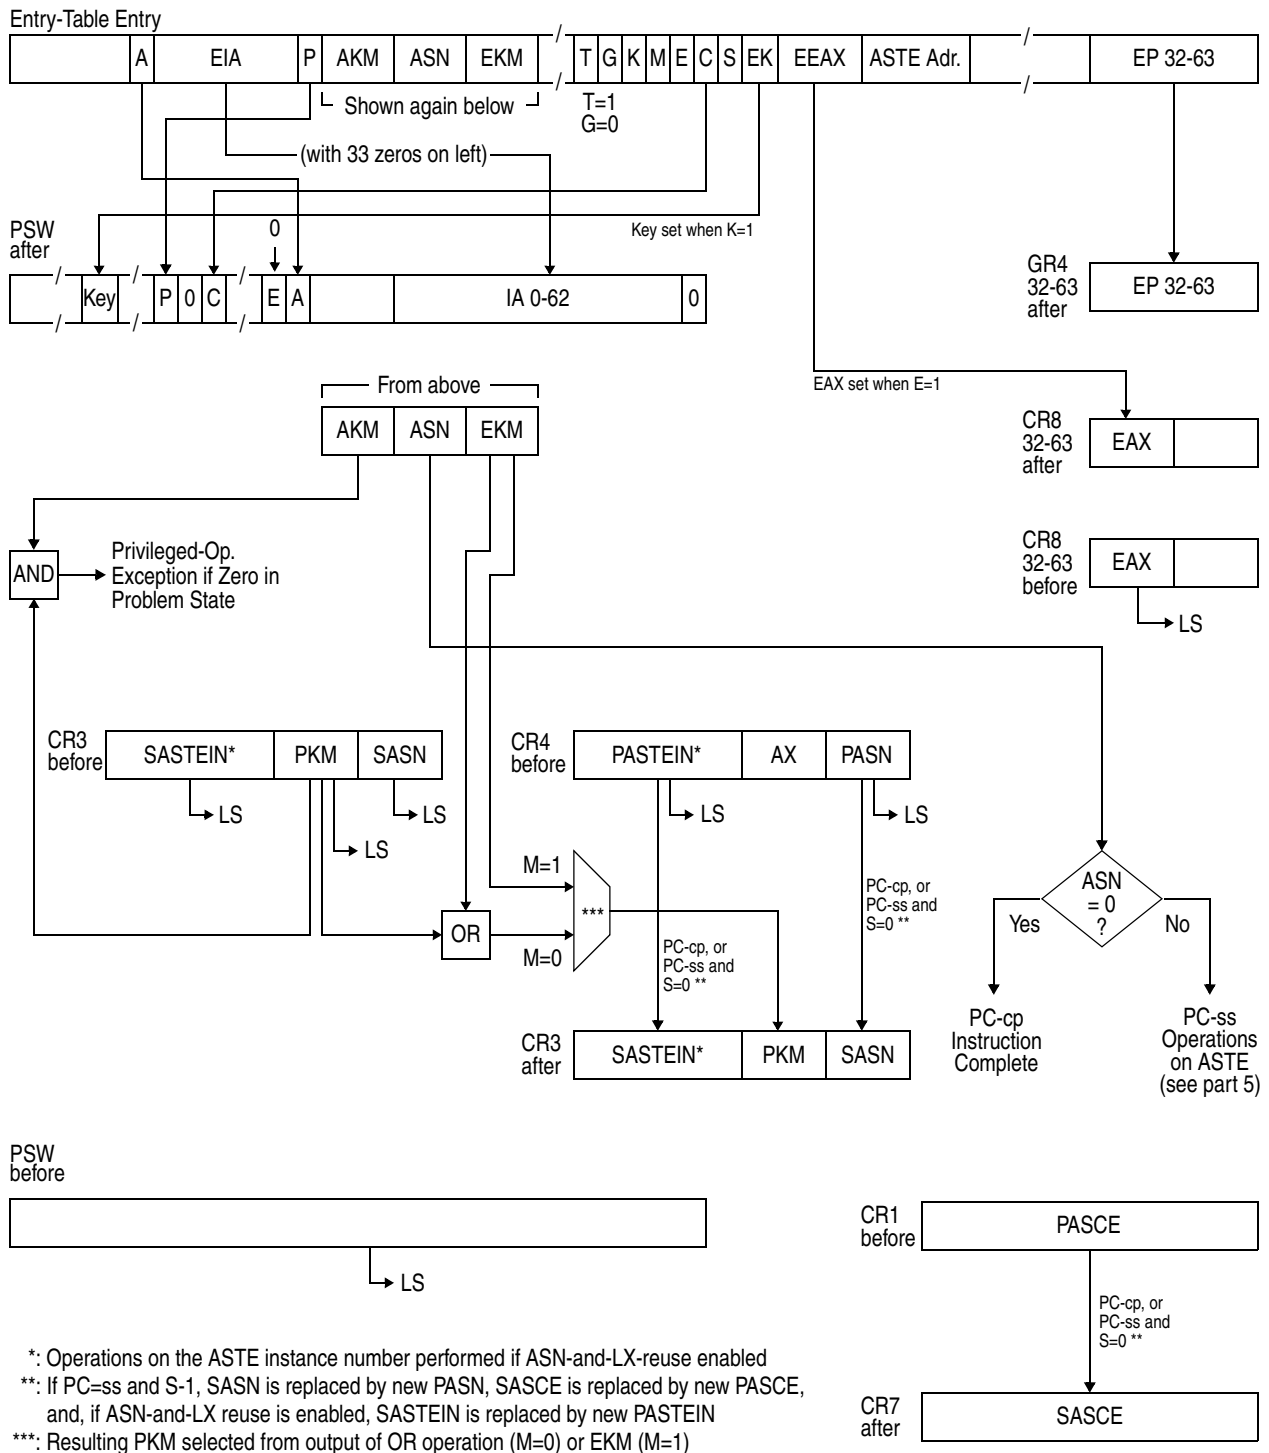 Entry-Table Entry
A EIA P AKM ASN EKM T G K M E C S EK EEAX ASTE Adr. EP 32-63
Shown again below
T=1
G=0
(with 33 zeros on left)
PSW
after
0
Key set when K=1
Key P 0 C E A IA 0-62 0
GR4
32-63
after
EP 32-63
EAX set when E=1
From above
AKM ASN EKM
CR8
32-63
after
EAX
AND
Privileged-Op.
Exception if Zero in
Problem State
CR8
32-63
before
EAX
LS
CR3
before
SASTEIN* PKM SASN
LS
LS
LS
CR4
before
PASTEIN* AX PASN
LS
LS
M=1
***
OR
M=0
PC-cp, or
PC-ss and
S=0 **
PC-cp, or
PC-ss and
S=0 **
ASN
= 0
?
Yes
No
CR3
after
SASTEIN* PKM SASN
PC-cp
Instruction
Complete
PC-ss
Operations
on ASTE
(see part 5)
PSW
before
LS
CR1
before
PASCE
PC-cp, or
PC-ss and
S=0 **
CR7
after
SASCE
*: Operations on the ASTE instance number performed if ASN-and-LX-reuse enabled
**: If PC=ss and S-1, SASN is replaced by new PASN, SASCE is replaced by new PASCE,
and, if ASN-and-LX reuse is enabled, SASTEIN is replaced by new PASTEIN
***: Resulting PKM selected from output of OR operation (M=0) or EKM (M=1)